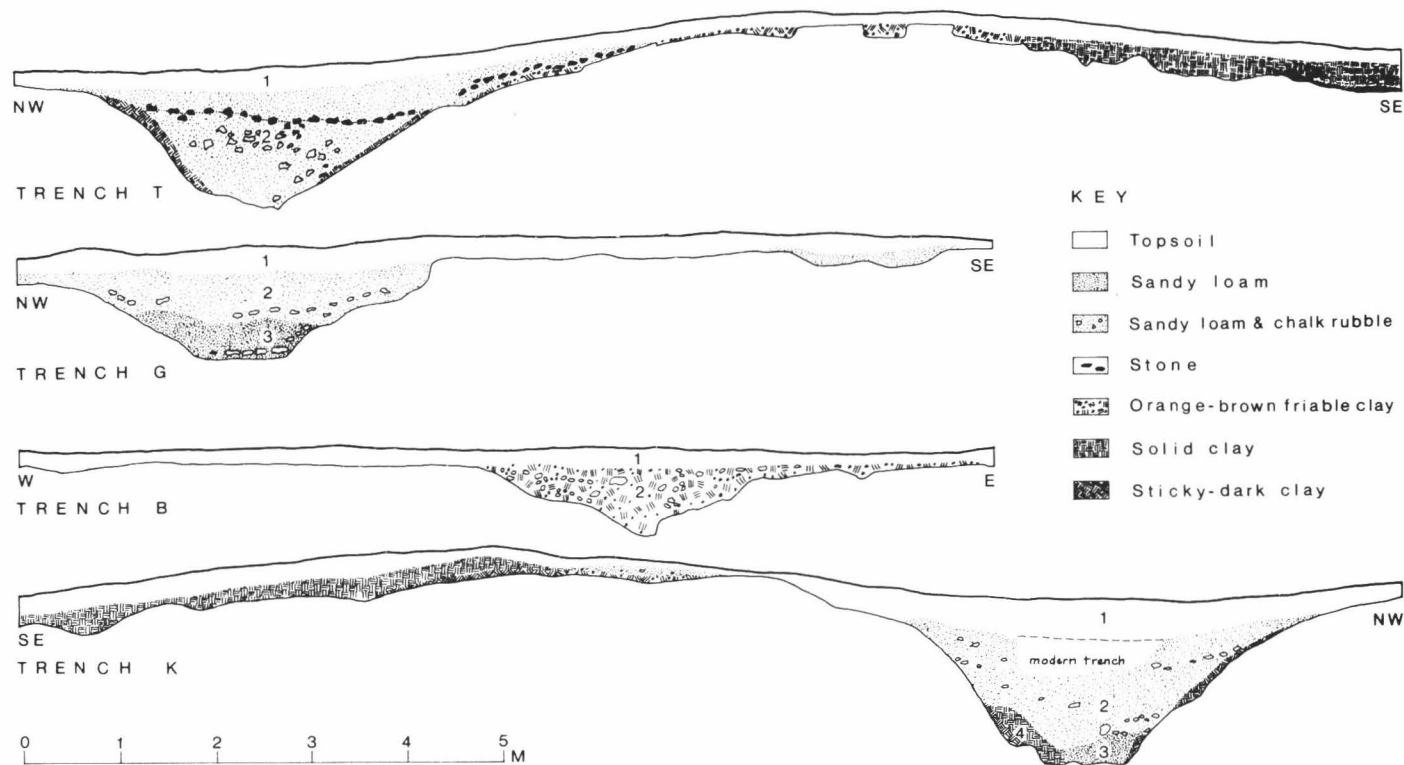 1
NW
SE
2
TRENCH T
KEY
Topsoil
Sandy loam
Sandy loam & chalk rubble
Stone
Orange-brown friable clay
Solid clay
Sticky-dark clay
1
SE
NW
2
3
TRENCH G
1
W
E
2
TRENCH B
1
SE
NW
TRENCH K
modern trench
2
4
3
0 1 2 3 4 5
M